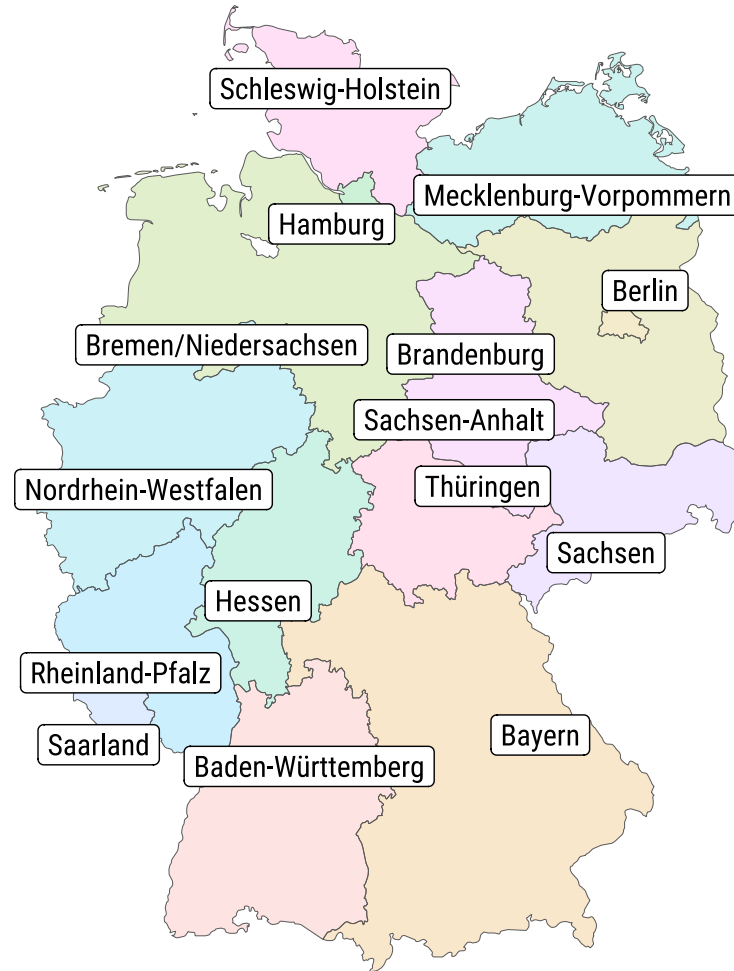 Schleswig-Holstein
Mecklenburg-Vorpommern
Hamburg
Berlin
Bremen/Niedersachsen
Brandenburg
Sachsen-Anhalt
Nordrhein-Westfalen
Thüringen
Sachsen
Hessen
Rheinland-Pfalz
Saarland
Bayern
Baden-Württemberg